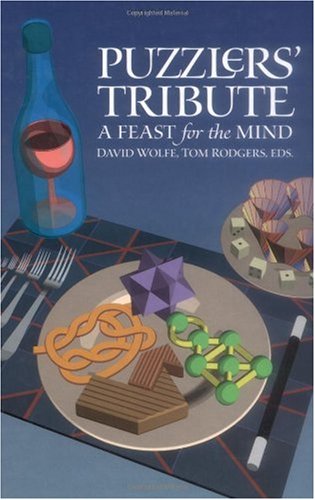 PUZZLERS'
TRIBUTE
A FEAST for the MIND
DAVID WOLFE, TOM RODGERS, EDS.